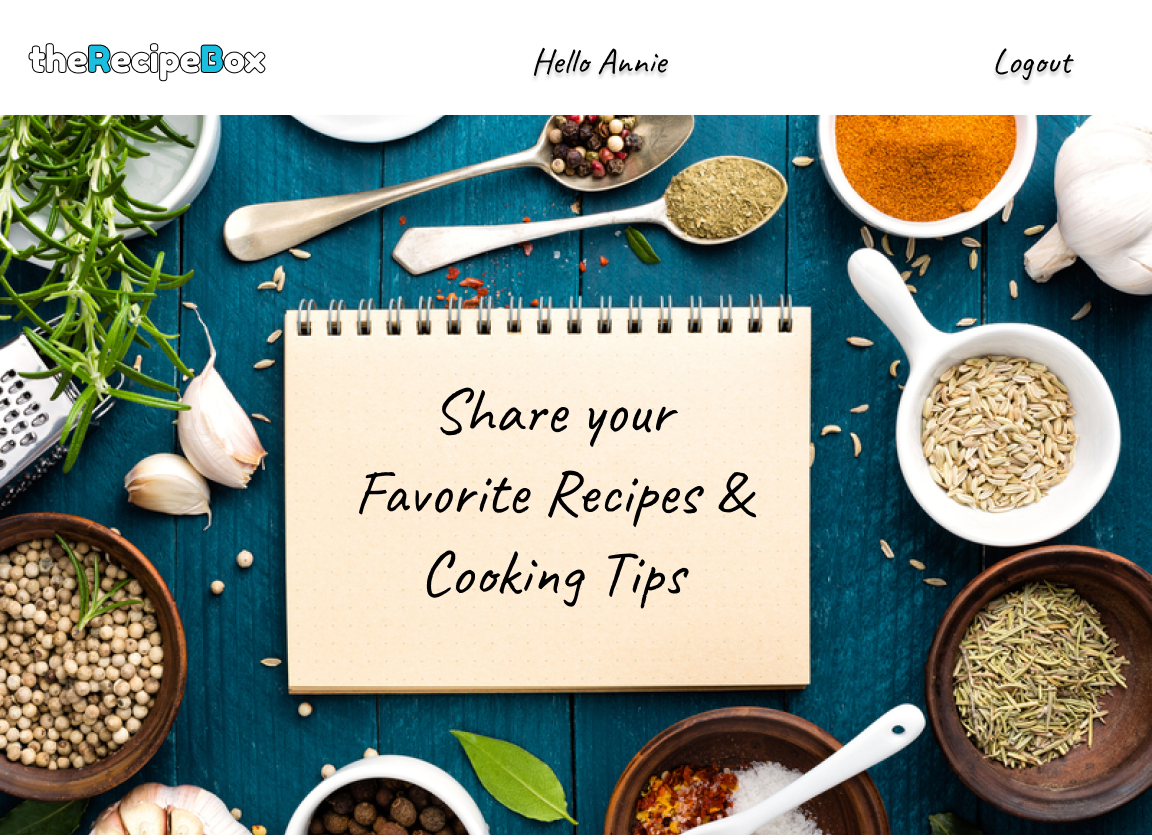 theRecipeBox
Hello Annie
Logout
Share your
Favorite Recipes &
Cooking Tips